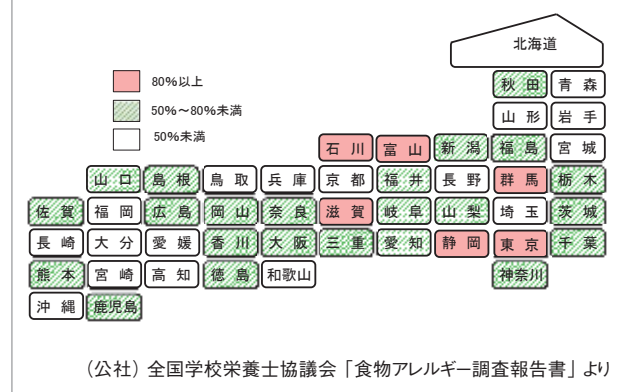 北海道
80%以上
秋田 青森
50%～80%未満
山形 岩手
50%未満
石川 富山 新潟 福島 宮城
山口 島根 鳥取 兵庫 京都 福井 長野 群馬 栃木
佐賀 福岡 広島 岡山 奈良 滋賀 岐阜 山梨 埼玉 茨城
長崎 大分 愛媛 香川 大阪 三重 愛知 静岡 東京 千葉
熊本 宮崎 高知 徳島 和歌山 神奈川
沖縄 鹿児島
（公社）全国学校栄養士協議会「食物アレルギー調査報告書」より